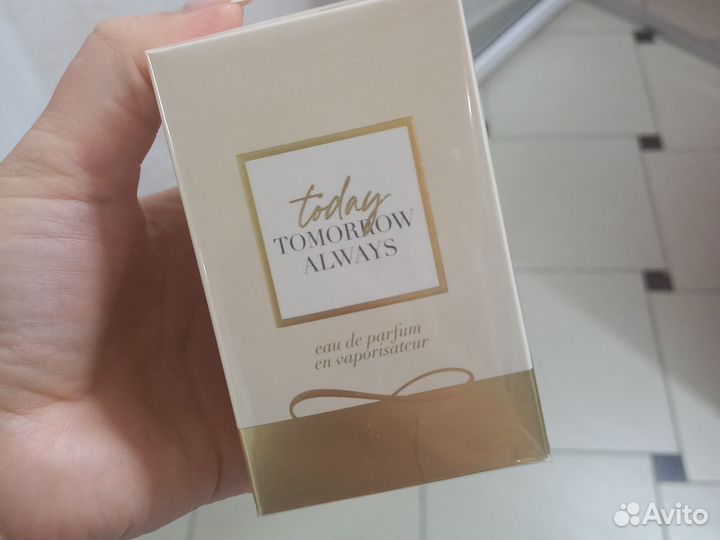 today
TOMORROW
ALWAYS
eau de parfum
en vaporisateur
Avito